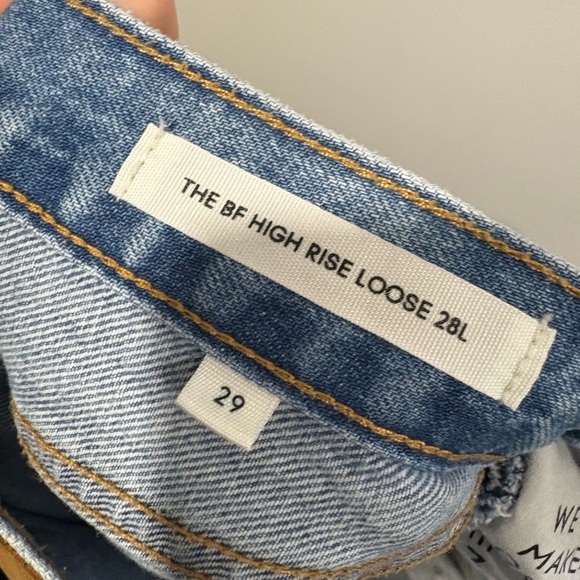 THE BF HIGH RISE LOOSE 28L
29
WE
MAKE